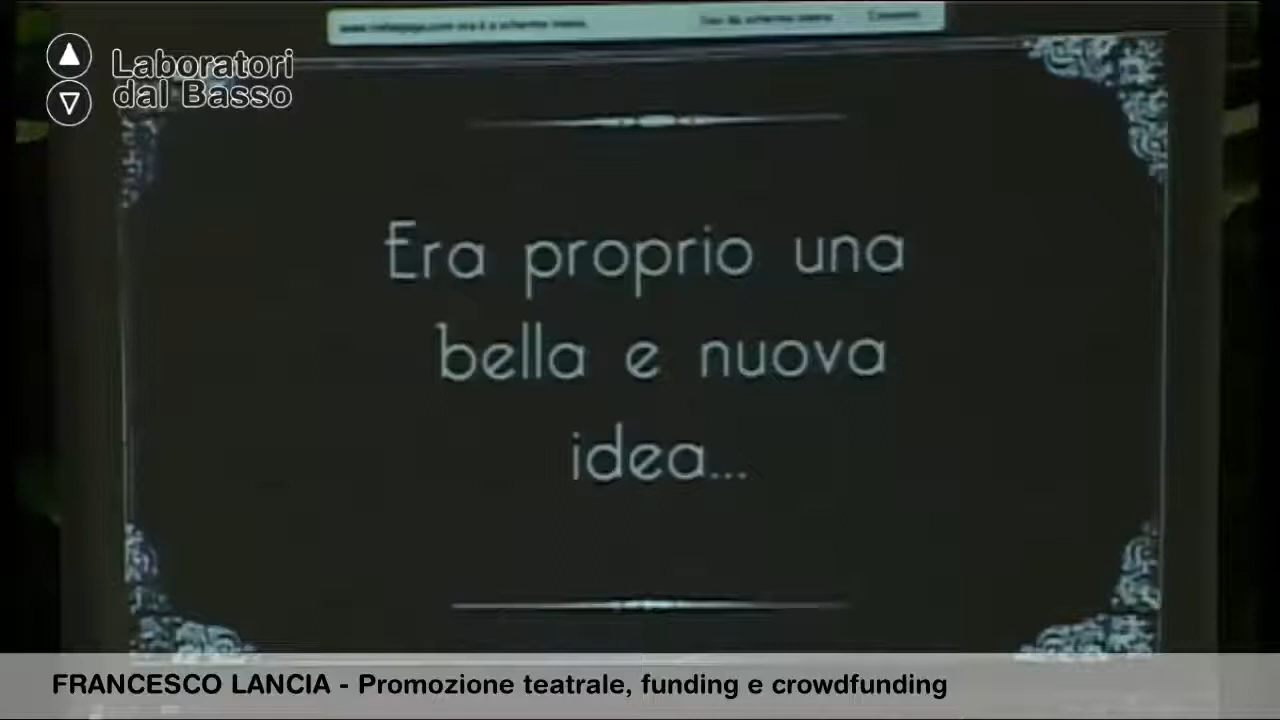 Laboratori
dal Basso
Era proprio una
bella e nuova
idea...
FRANCESCO LANCIA - Promozione teatrale, funding e crowdfunding